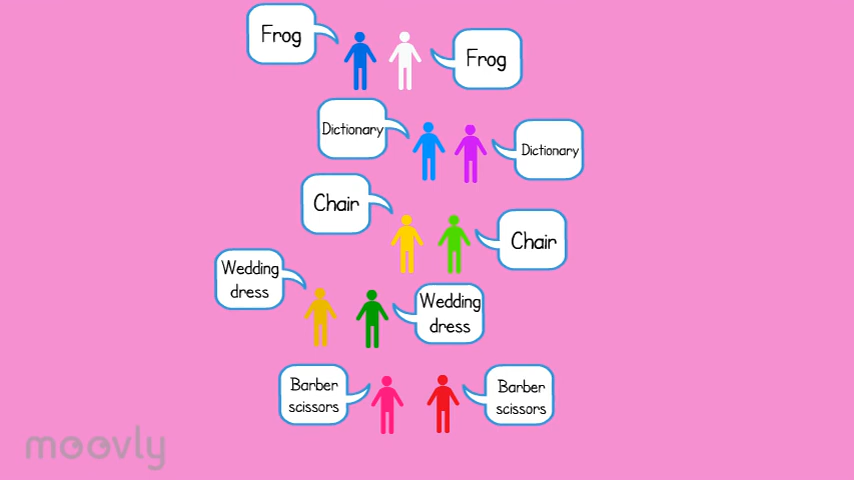 Frog
Frog
Dictionary
Dictionary
Chair
Chair
Wedding
dress
Wedding
dress
Barber
scissors
Barber
scissors
moovly